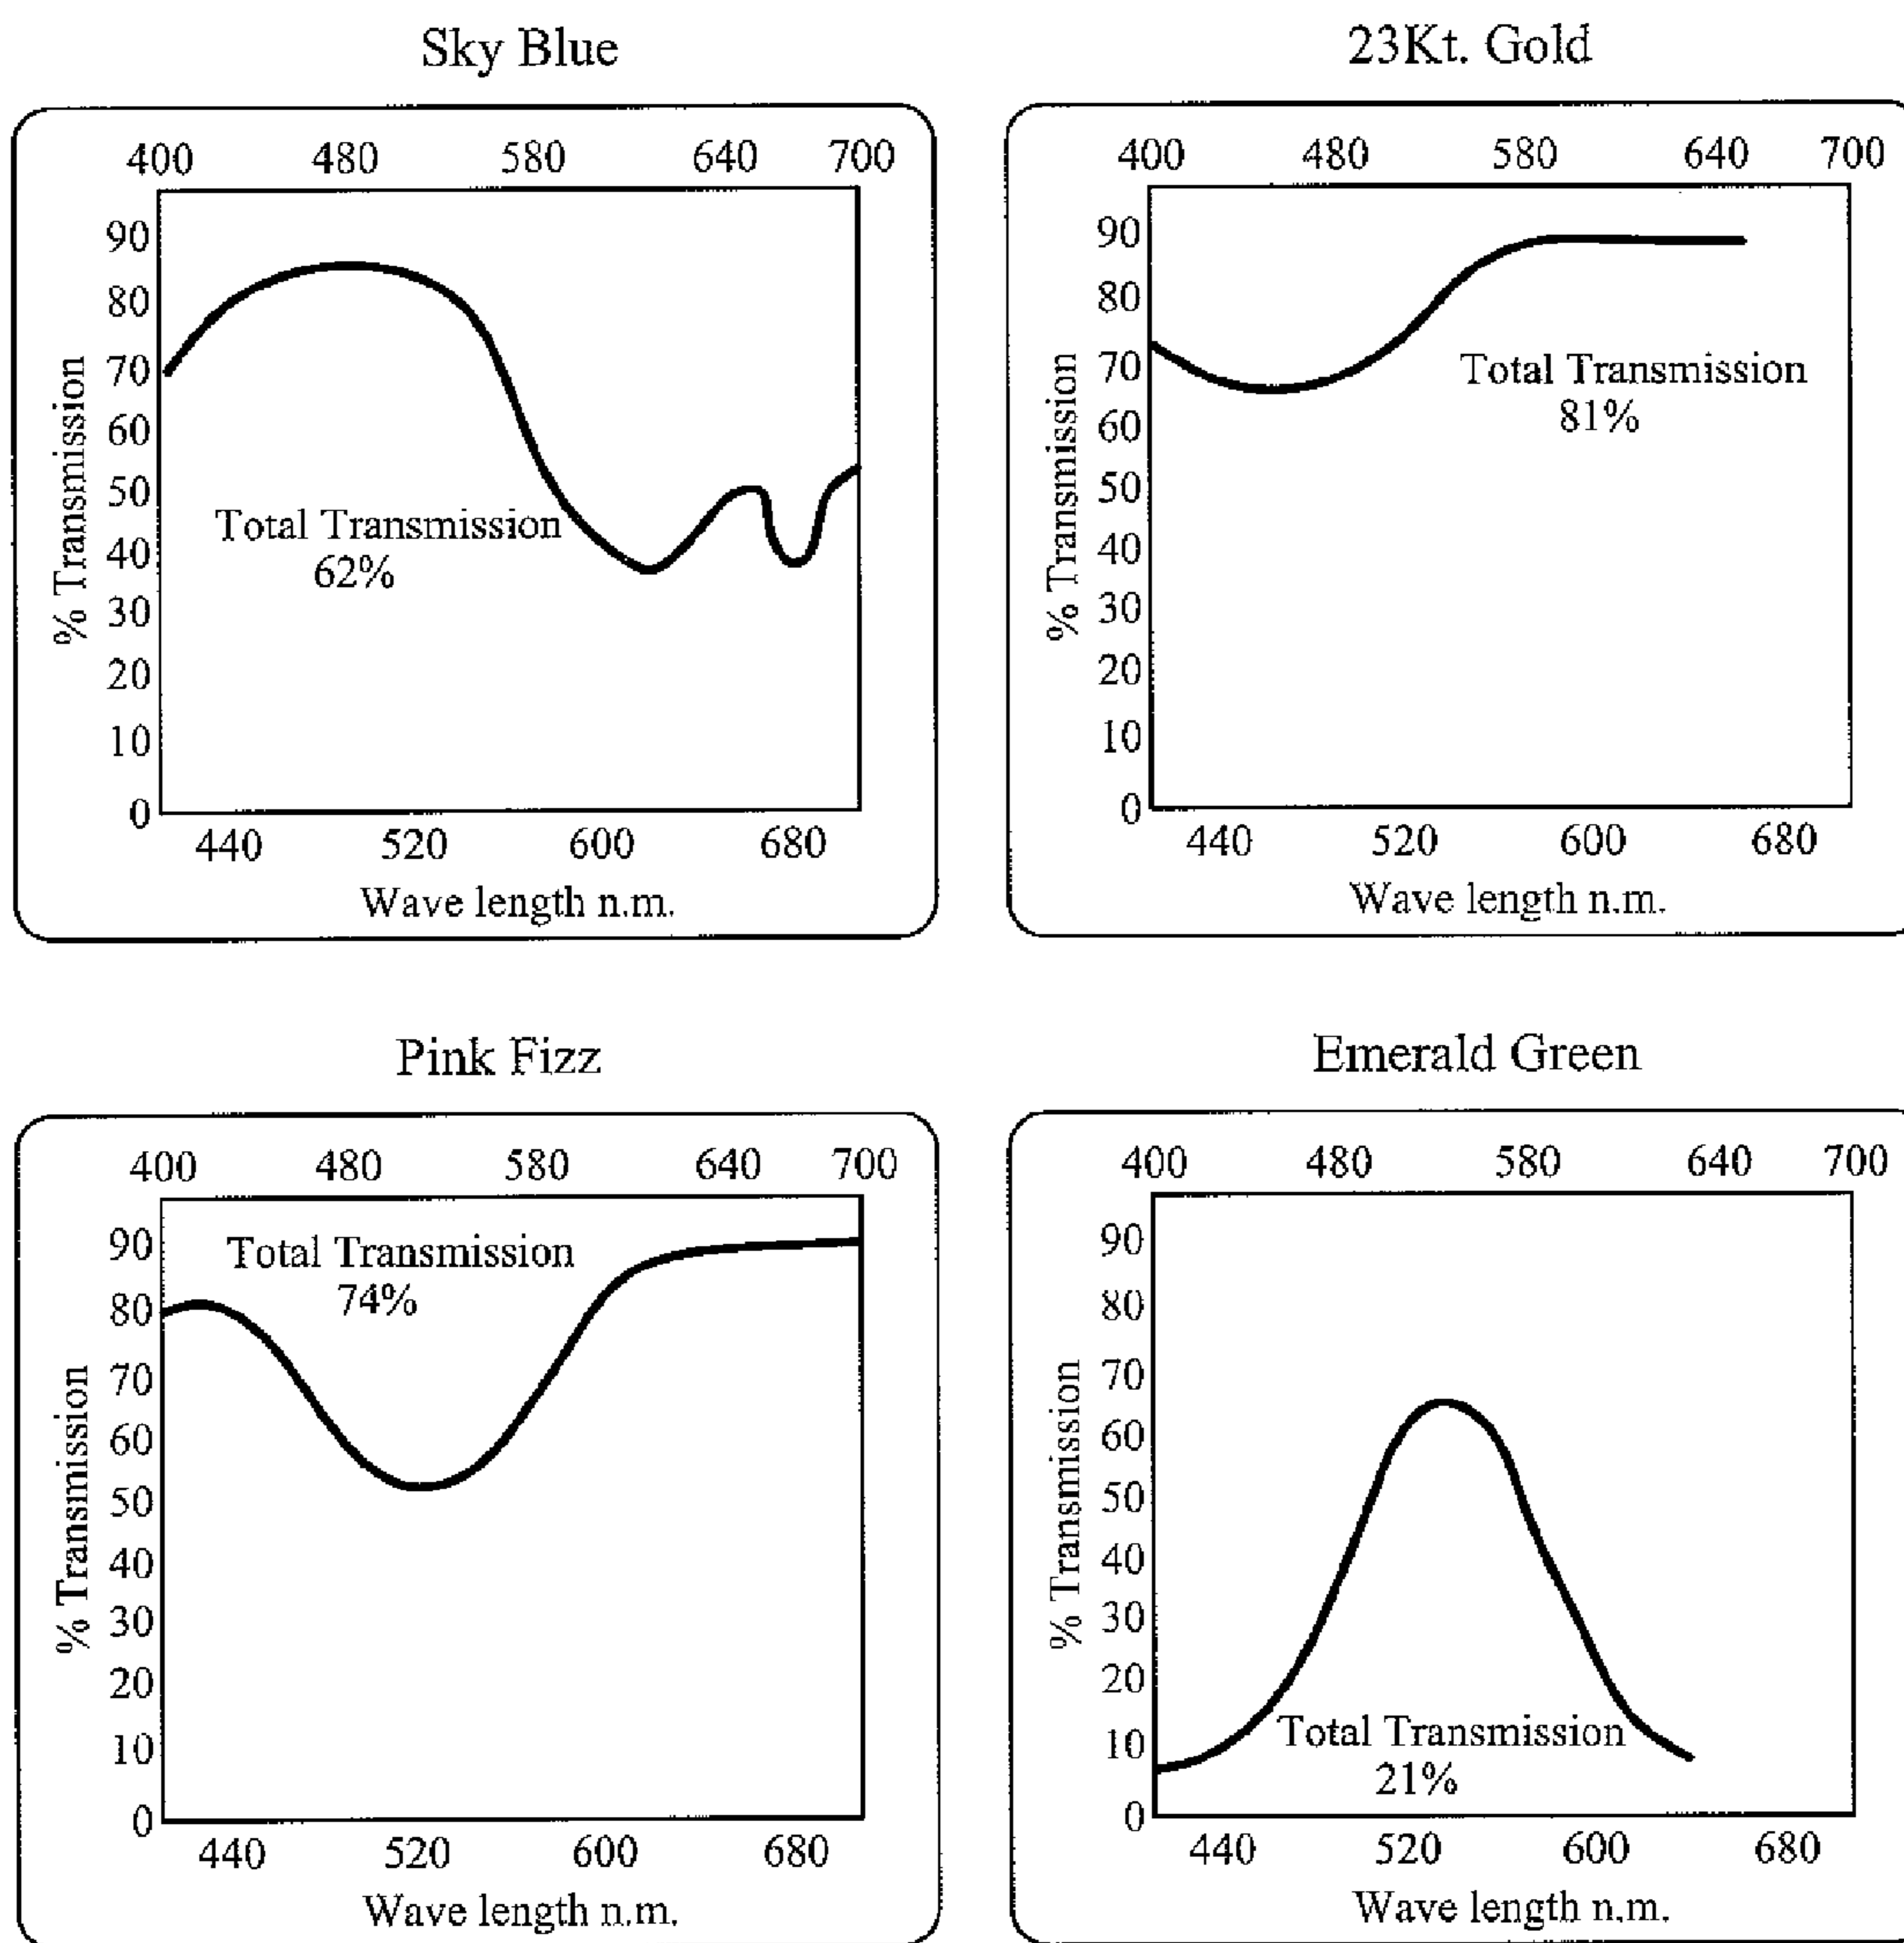 Sky Blue
400 480 580 640 700
90
80
70
60
50
40
30
20
10
0
% Transmission
Total Transmission
62%
440 520 600 680
Wave length n.m.
23Kt. Gold
400 480 580 640 700
90
80
70
60
50
40
30
20
10
0
% Transmission
Total Transmission
81%
440 520 600 680
Wave length n.m.
Pink Fizz
400 480 580 640 700
90
80
70
60
50
40
30
20
10
0
% Transmission
Total Transmission
74%
440 520 600 680
Wave length n.m.
Emerald Green
400 480 580 640 700
90
80
70
60
50
40
30
20
10
0
% Transmission
Total Transmission
21%
440 520 600 680
Wave length n.m.